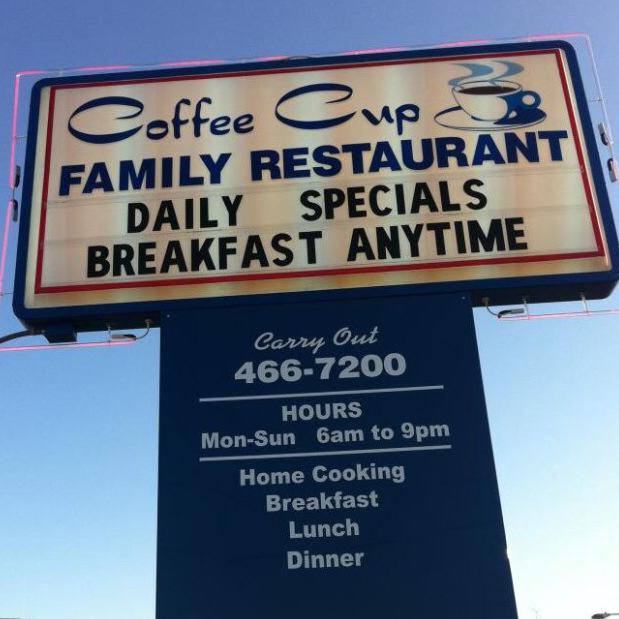 Coffee Cup
FAMILY RESTAURANT
DAILY SPECIALS
BREAKFAST ANYTIME
Carry Out
466-7200
HOURS
Mon-Sun 6am to 9pm
Home Cooking
Breakfast
Lunch
Dinner